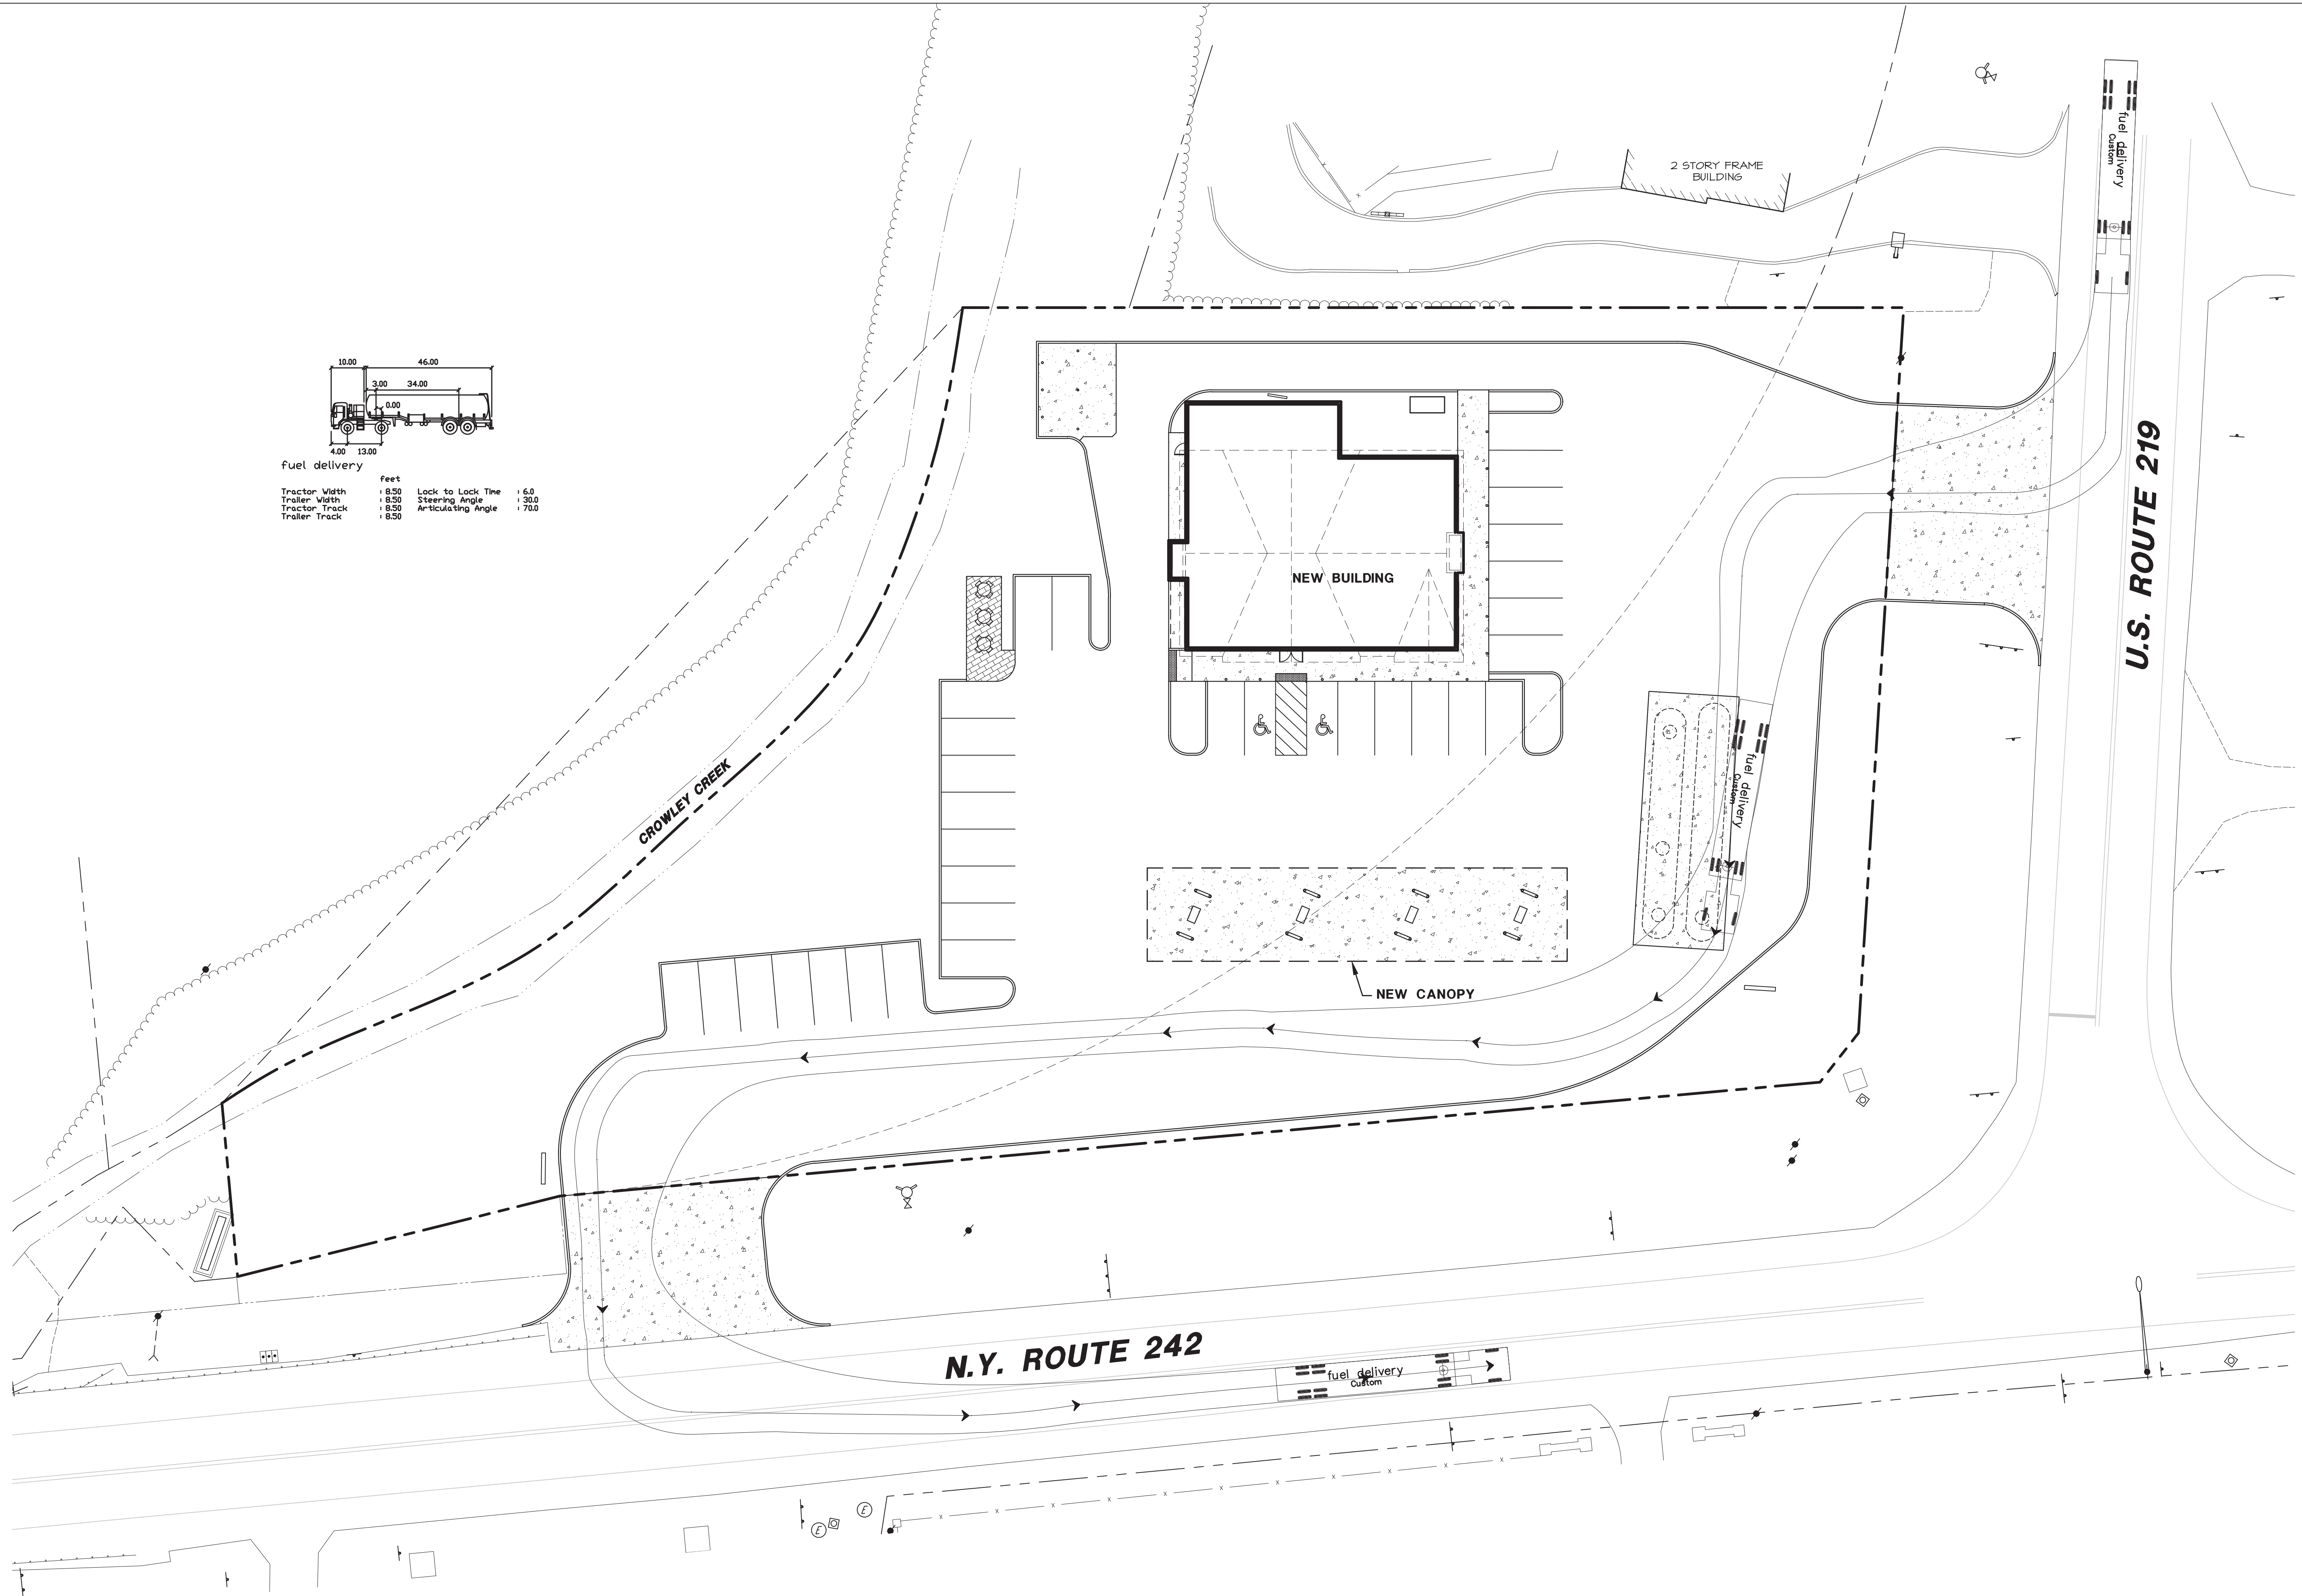 2 STORY FRAME
BUILDING
fuel delivery
Custom
U.S. ROUTE 219
10.00 46.00
3.00 34.00
0.00
4.00 13.00
fuel delivery
feet
Tractor Width : 8.50 Lock to Lock Time : 6.0
Trailer Width : 8.50 Steering Angle : 30.0
Tractor Track : 8.50 Articulating Angle : 70.0
Trailer Track : 8.50
NEW BUILDING
CROWLEY CREEK
fuel delivery
Custom
NEW CANOPY
N.Y. ROUTE 242
fuel delivery
Custom
E
E